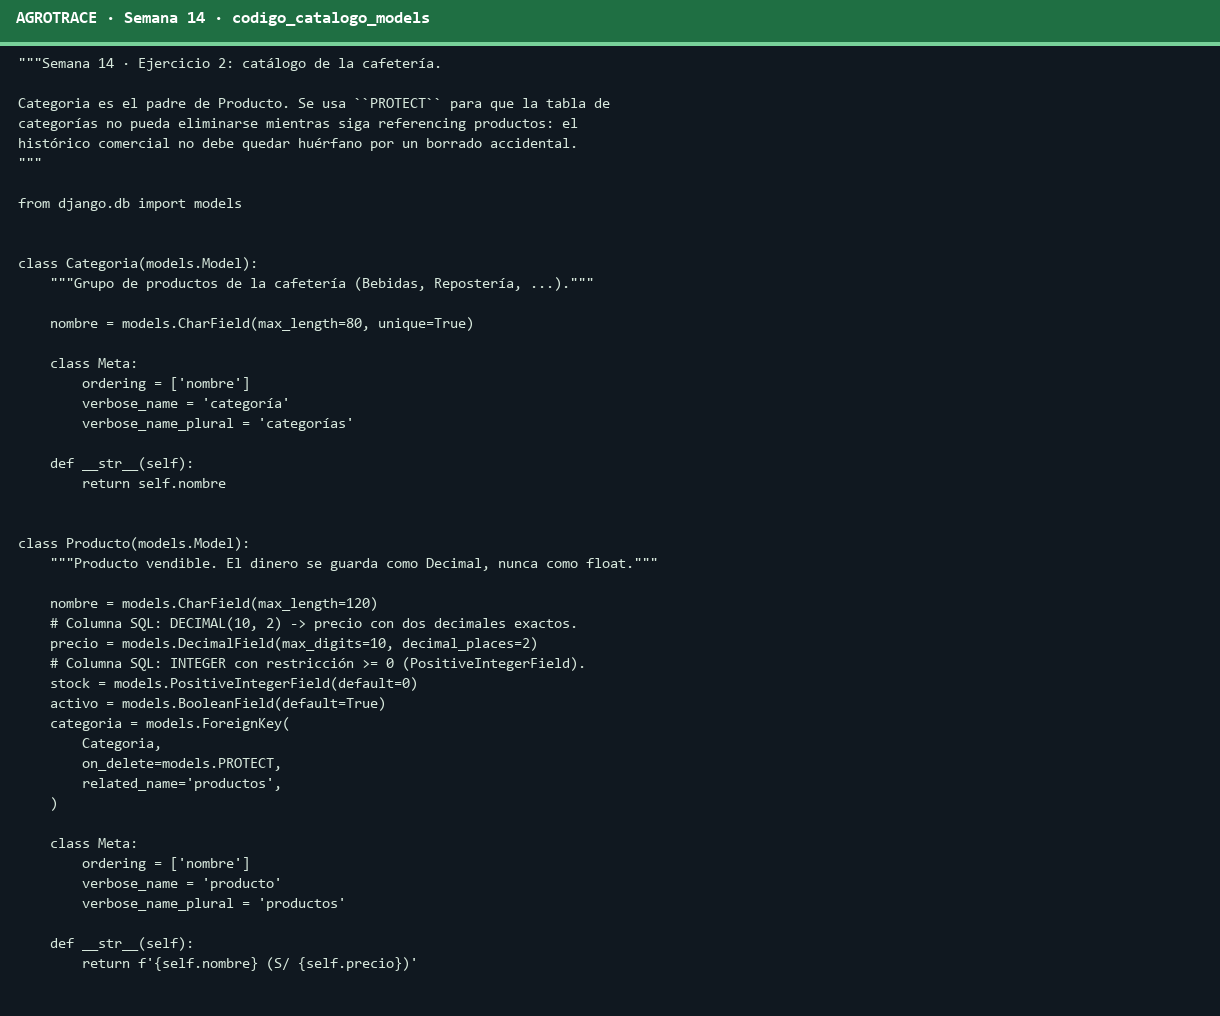 AGROTRACE · Semana 14 · codigo_catalogo_models
"""Semana 14 · Ejercicio 2: catálogo de la cafetería.
Categoria es el padre de Producto. Se usa ``PROTECT`` para que la tabla de
categorías no pueda eliminarse mientras siga referencing productos: el
histórico comercial no debe quedar huérfano por un borrado accidental.
"""
from django.db import models
class Categoria(models.Model):
    """Grupo de productos de la cafetería (Bebidas, Repostería, ...)."""
    nombre = models.CharField(max_length=80, unique=True)
    class Meta:
        ordering = ['nombre']
        verbose_name = 'categoría'
        verbose_name_plural = 'categorías'
    def __str__(self):
        return self.nombre
class Producto(models.Model):
    """Producto vendible. El dinero se guarda como Decimal, nunca como float."""
    nombre = models.CharField(max_length=120)
    # Columna SQL: DECIMAL(10, 2) -> precio con dos decimales exactos.
    precio = models.DecimalField(max_digits=10, decimal_places=2)
    # Columna SQL: INTEGER con restricción >= 0 (PositiveIntegerField).
    stock = models.PositiveIntegerField(default=0)
    activo = models.BooleanField(default=True)
    categoria = models.ForeignKey(
        Categoria,
        on_delete=models.PROTECT,
        related_name='productos',
    )
    class Meta:
        ordering = ['nombre']
        verbose_name = 'producto'
        verbose_name_plural = 'productos'
    def __str__(self):
        return f'{self.nombre} (S/ {self.precio})'